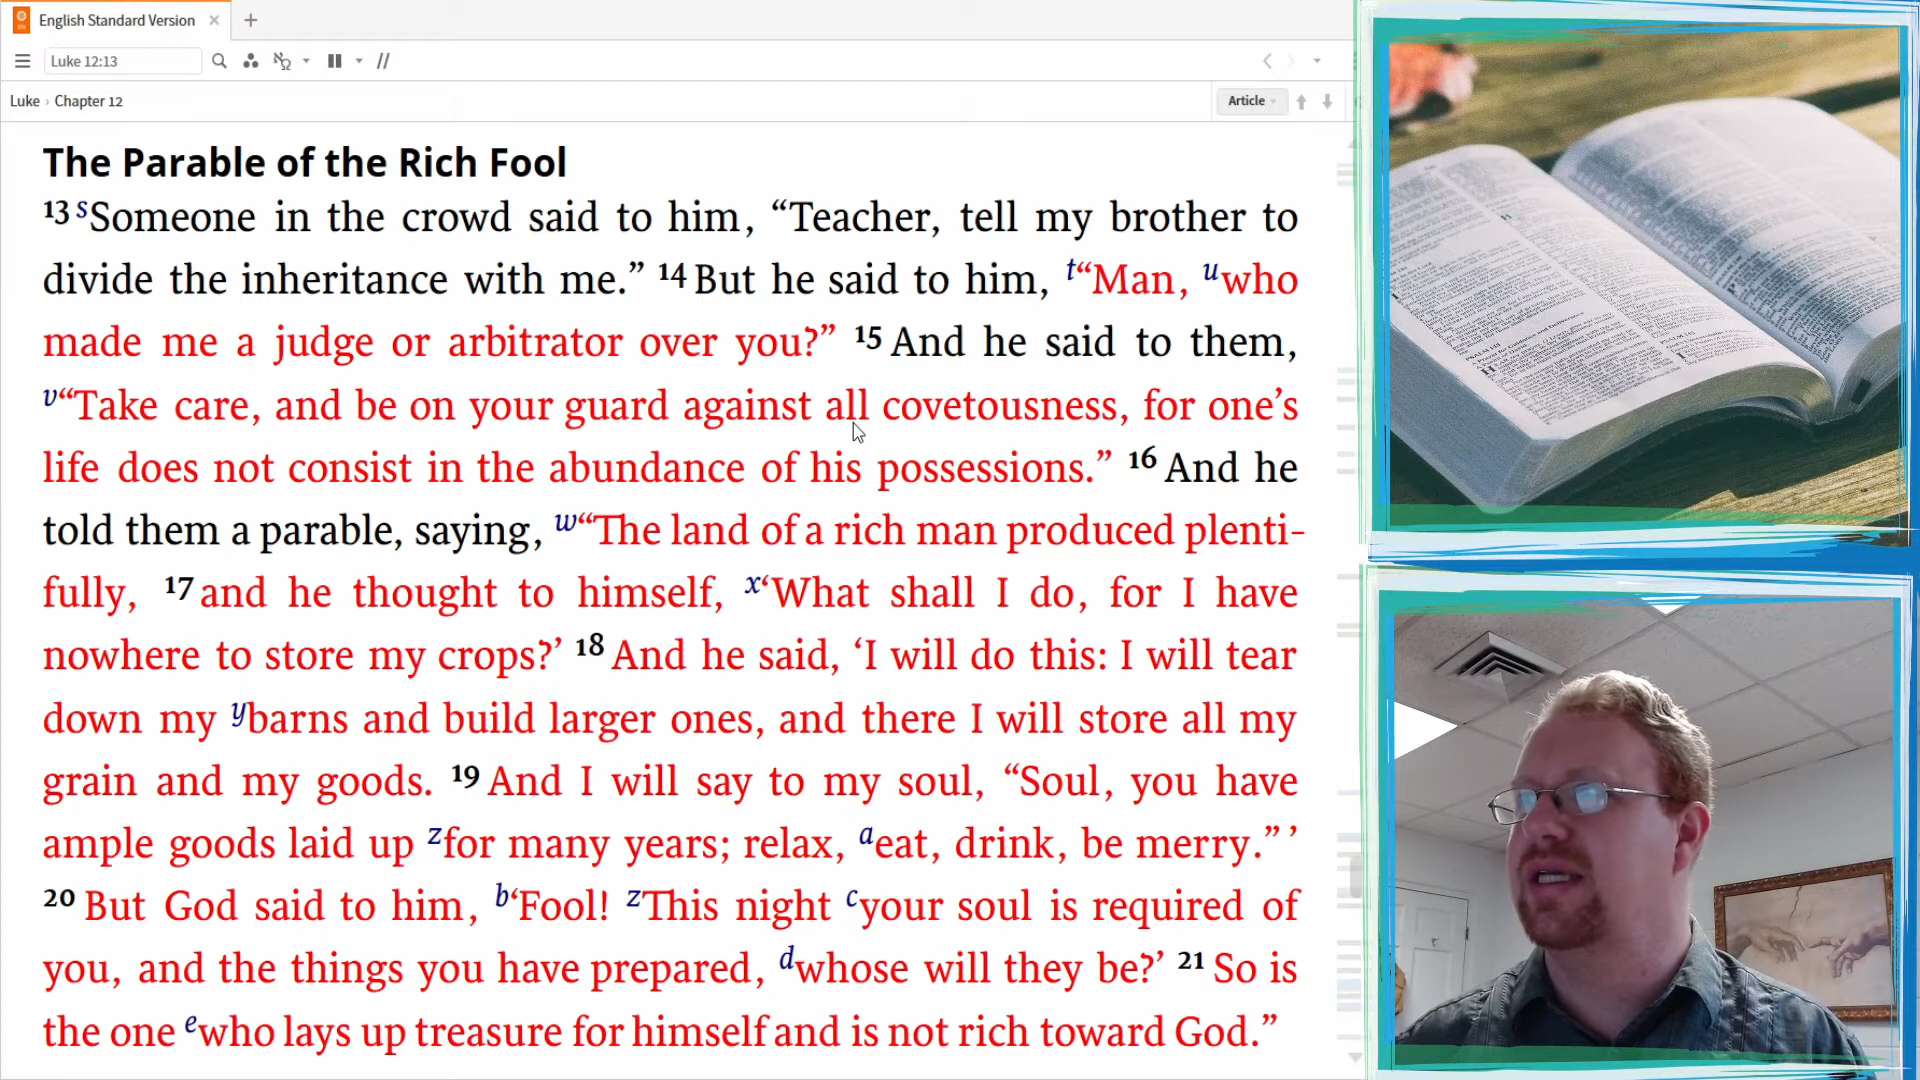 English Standard Version
Luke 12:13
Luke › Chapter 12
Article
The Parable of the Rich Fool
13 sSomeone in the crowd said to him, “Teacher, tell my brother to
divide the inheritance with me.” 14 But he said to him, t“Man, uwho
made me a judge or arbitrator over you?” 15 And he said to them,
v“Take care, and be on your guard against all covetousness, for one’s
life does not consist in the abundance of his possessions.” 16 And he
told them a parable, saying, w“The land of a rich man produced plenti-
fully, 17 and he thought to himself, x‘What shall I do, for I have
nowhere to store my crops?’ 18 And he said, ‘I will do this: I will tear
down my ybarns and build larger ones, and there I will store all my
grain and my goods. 19 And I will say to my soul, “Soul, you have
ample goods laid up zfor many years; relax, aeat, drink, be merry.” ’
20 But God said to him, b‘Fool! zThis night cyour soul is required of
you, and the things you have prepared, dwhose will they be?’ 21 So is
the one ewho lays up treasure for himself and is not rich toward God.”